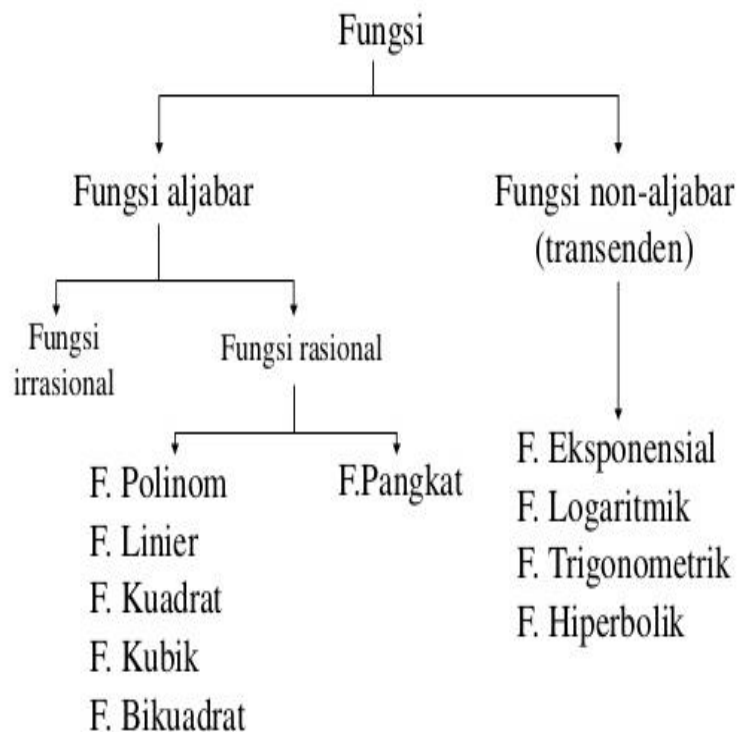 Fungsi
Fungsi aljabar
Fungsi non-aljabar
(transenden)
Fungsi
irrasional
Fungsi rasional
F. Polinom
F. Linier
F. Kuadrat
F. Kubik
F. Bikuadrat
F.Pangkat
F. Eksponensial
F. Logaritmik
F. Trigonometrik
F. Hiperbolik